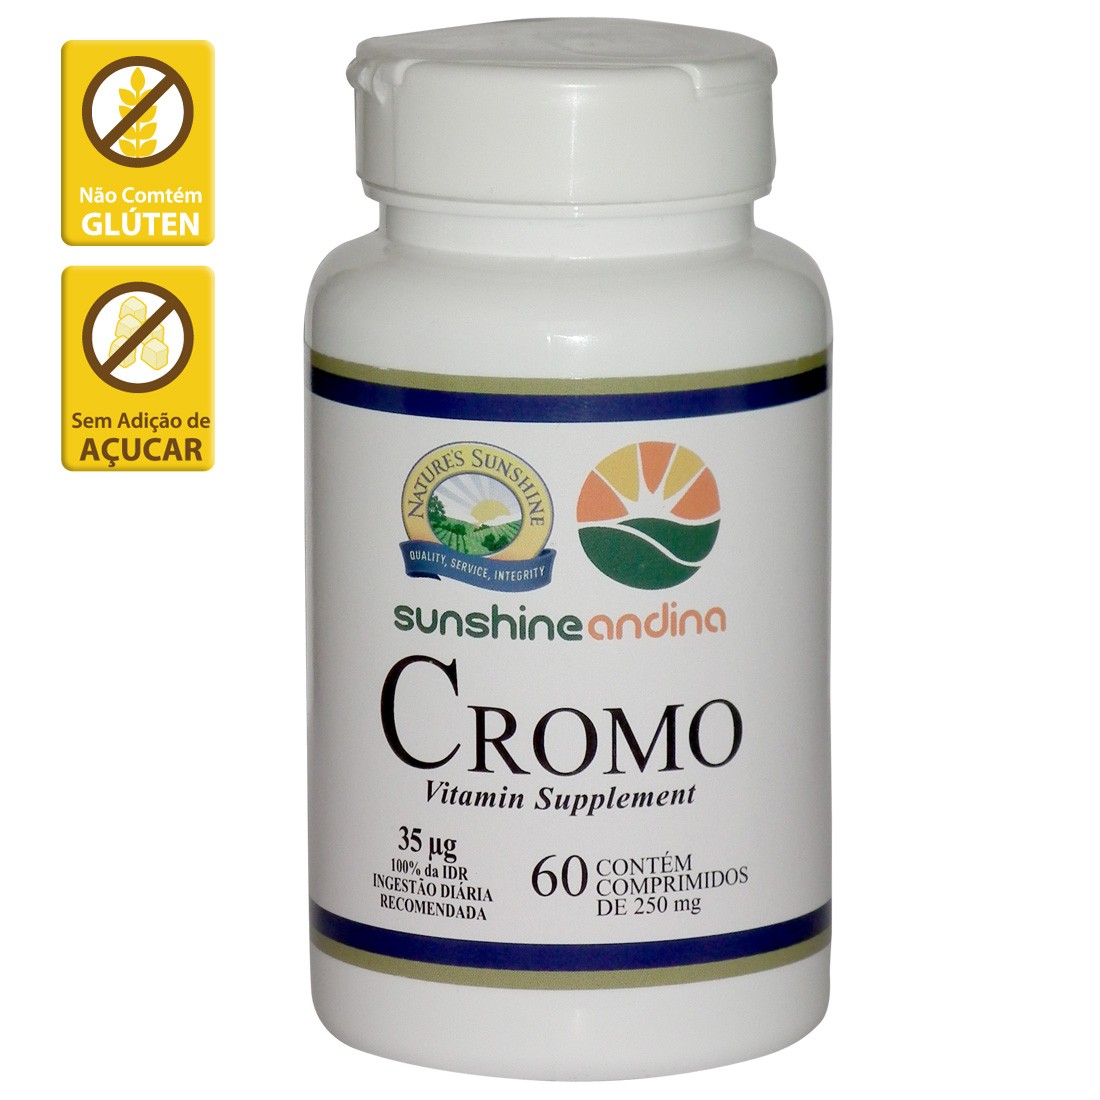 Não Comtém
GLÚTEN
Sem Adição de
AÇUCAR
NATURE'S SUNSHINE
QUALITY, SERVICE, INTEGRITY
sunshineandina
CROMO
Vitamin Supplement
35 µg
100% da IDR
INGESTÃO DIÁRIA
RECOMENDADA
60 CONTÉM
COMPRIMIDOS
DE 250 mg